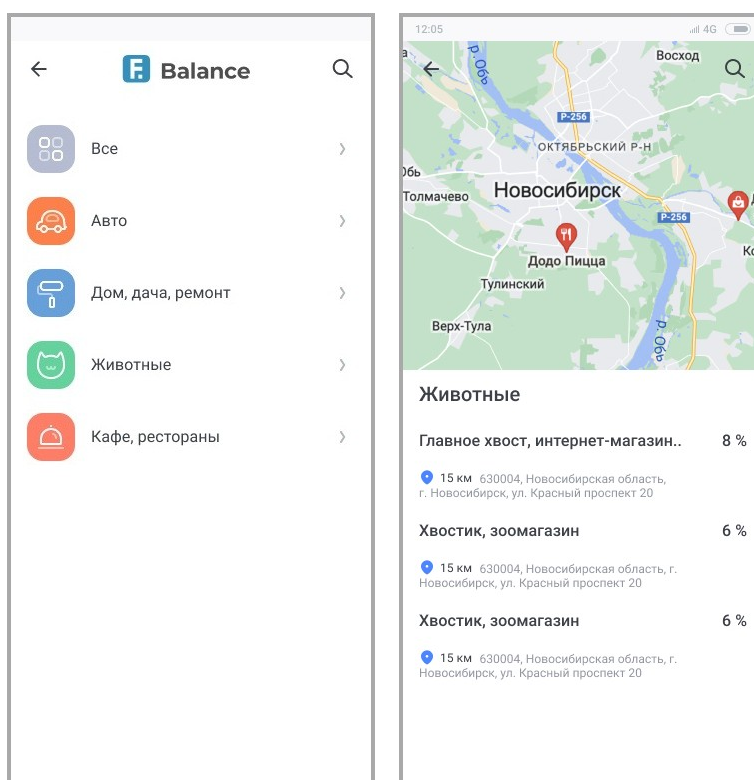 F. Balance
Все
Авто
Дом, дача, ремонт
Животные
Кафе, рестораны
12:05
4G
р. Обь
Восход
Р-256
ОКТЯБРЬСКИЙ Р-Н
Толмачево
Новосибирск
Р-256
Додо Пицца
Тулинский
Верх-Тула
р. Обь
Животные
Главное хвост, интернет-магазин.. 8 %
15 км 630004, Новосибирская область,
г. Новосибирск, ул. Красный проспект 20
Хвостик, зоомагазин 6 %
15 км 630004, Новосибирская область, г.
Новосибирск, ул. Красный проспект 20
Хвостик, зоомагазин 6 %
15 км 630004, Новосибирская область, г.
Новосибирск, ул. Красный проспект 20